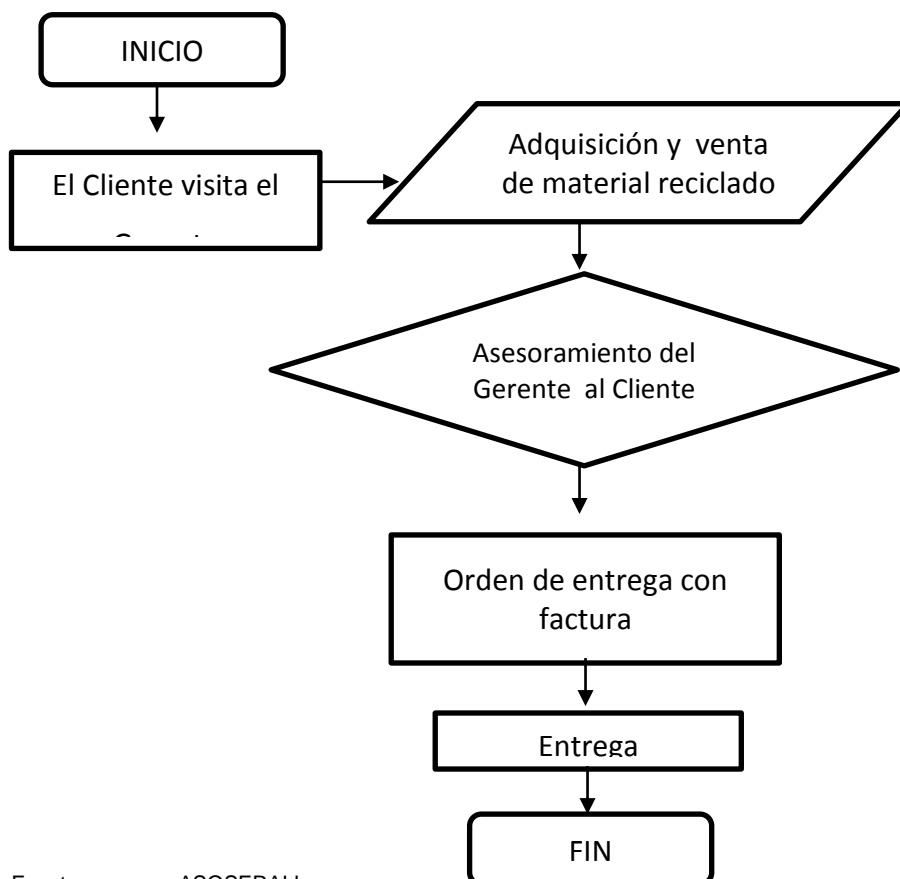 INICIO
El Cliente visita el
Adquisición y venta
de material reciclado
Asesoramiento del
Gerente al Cliente
Orden de entrega con
factura
Entrega
FIN